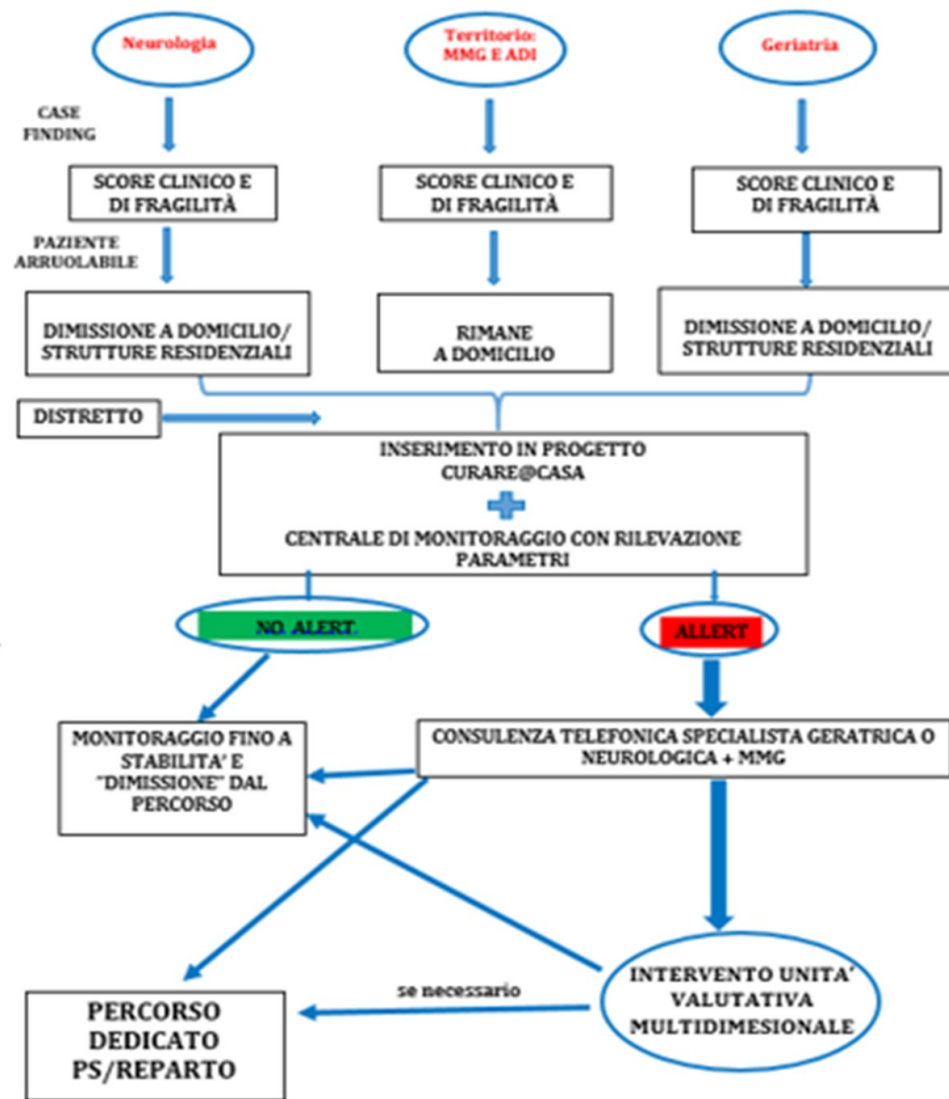 Neurologia
Territorio:
MMG E ADI
Geriatria
CASE
FINDING
SCORE CLINICO E
DI FRAGILITÀ
SCORE CLINICO E
DI FRAGILITÀ
SCORE CLINICO E
DI FRAGILITÀ
PAZIENTE
ARRUOLABILE
DIMISSIONE A DOMICILIO/
STRUTTURE RESIDENZIALI
RIMANE
A DOMICILIO
DIMISSIONE A DOMICILIO/
STRUTTURE RESIDENZIALI
DISTRETTO
INSERIMENTO IN PROGETTO
CURARE@CASA
CENTRALE DI MONITORAGGIO CON RILEVAZIONE
PARAMETRI
NO. ALERT.
ALLERT
MONITORAGGIO FINO A
STABILITA' E
"DIMISSIONE" DAL
PERCORSO
CONSULENZA TELEFONICA SPECIALISTA GERATRICA O
NEUROLOGICA + MMG
INTERVENTO UNITA'
VALUTATIVA
MULTIDIMESIONALE
se necessario
PERCORSO
DEDICATO
PS/REPARTO